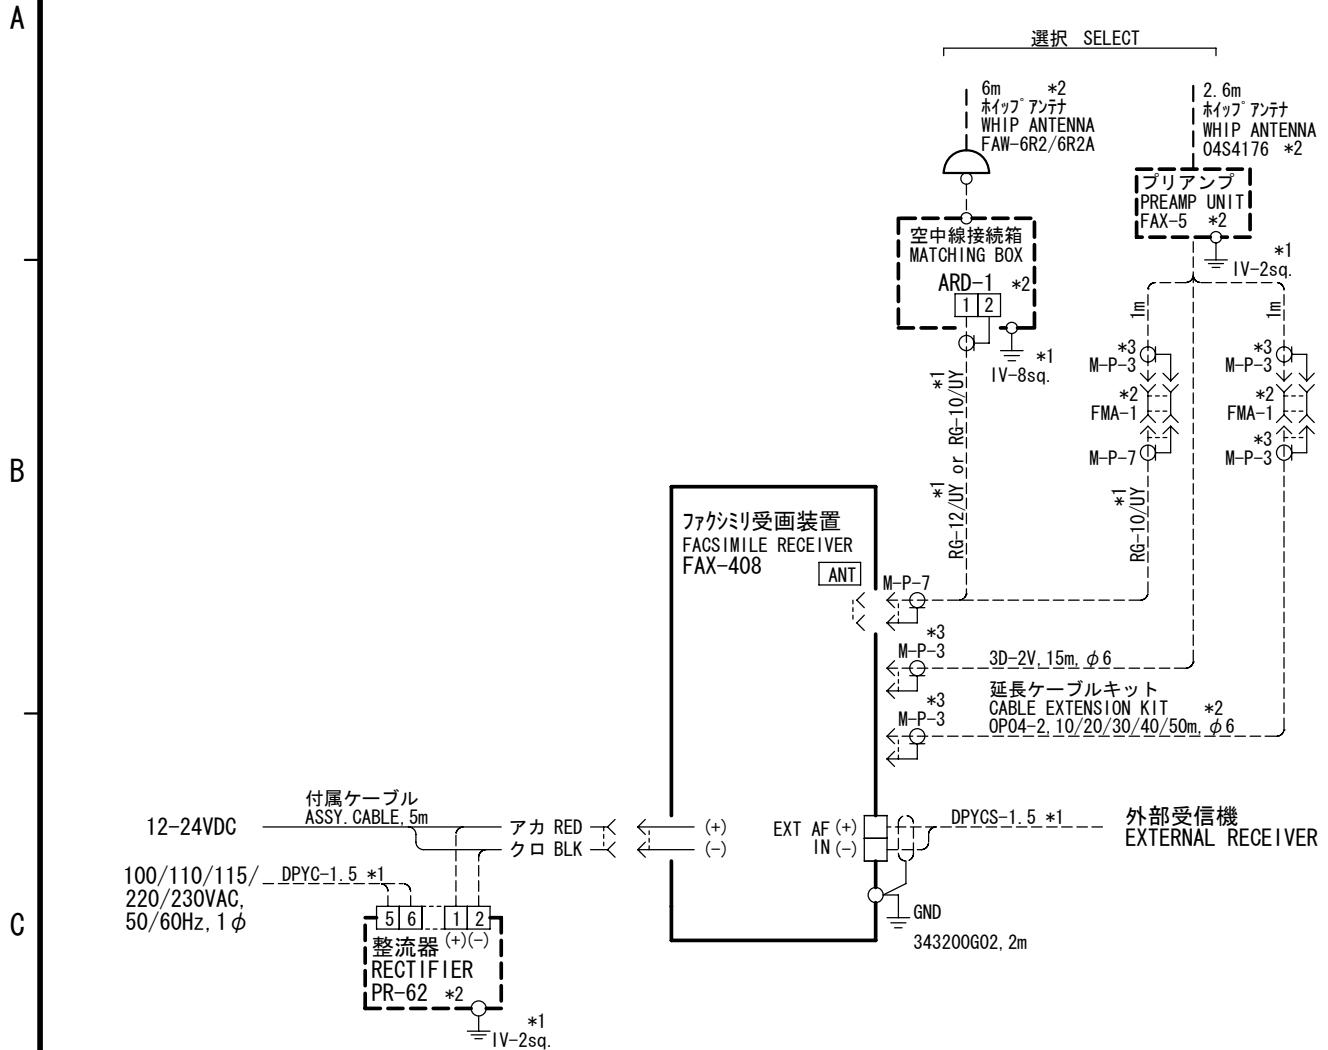 A
選択 SELECT
6m *2
ﾎｲｯﾌﾟｱﾝﾃﾅ
WHIP ANTENNA
FAW-6R2/6R2A
2.6m
ﾎｲｯﾌﾟｱﾝﾃﾅ
WHIP ANTENNA
04S4176 *2
プリアンプ
PREAMP UNIT
FAX-5 *2
*1
IV-2sq.
空中線接続箱
MATCHING BOX
ARD-1 *2
1 2
*1
IV-8sq.
1m
1m
*3
M-P-3
*3
M-P-3
*2
FMA-1
*2
FMA-1
M-P-7
*3
M-P-3
B
*1 *1
RG-12/UY or RG-10/UY
*1
RG-10/UY
ﾌｧｸｼﾐﾘ受画装置
FACSIMILE RECEIVER
FAX-408
ANT
M-P-7
*3
M-P-3
3D-2V,15m,φ6
*3
M-P-3
延長ケーブルキット
CABLE EXTENSION KIT *2
OP04-2,10/20/30/40/50m,φ6
12-24VDC
付属ケーブル
ASSY.CABLE,5m
アカ RED
クロ BLK
(+)
(-)
EXT AF (+)
IN (-)
DPYCS-1.5 *1
外部受信機
EXTERNAL RECEIVER
C
100/110/115/
220/230VAC,
50/60Hz,1φ
DPYC-1.5 *1
5 6 1 2
(+)(-)
整流器
RECTIFIER
PR-62 *2
*1
IV-2sq.
GND
343200G02,2m